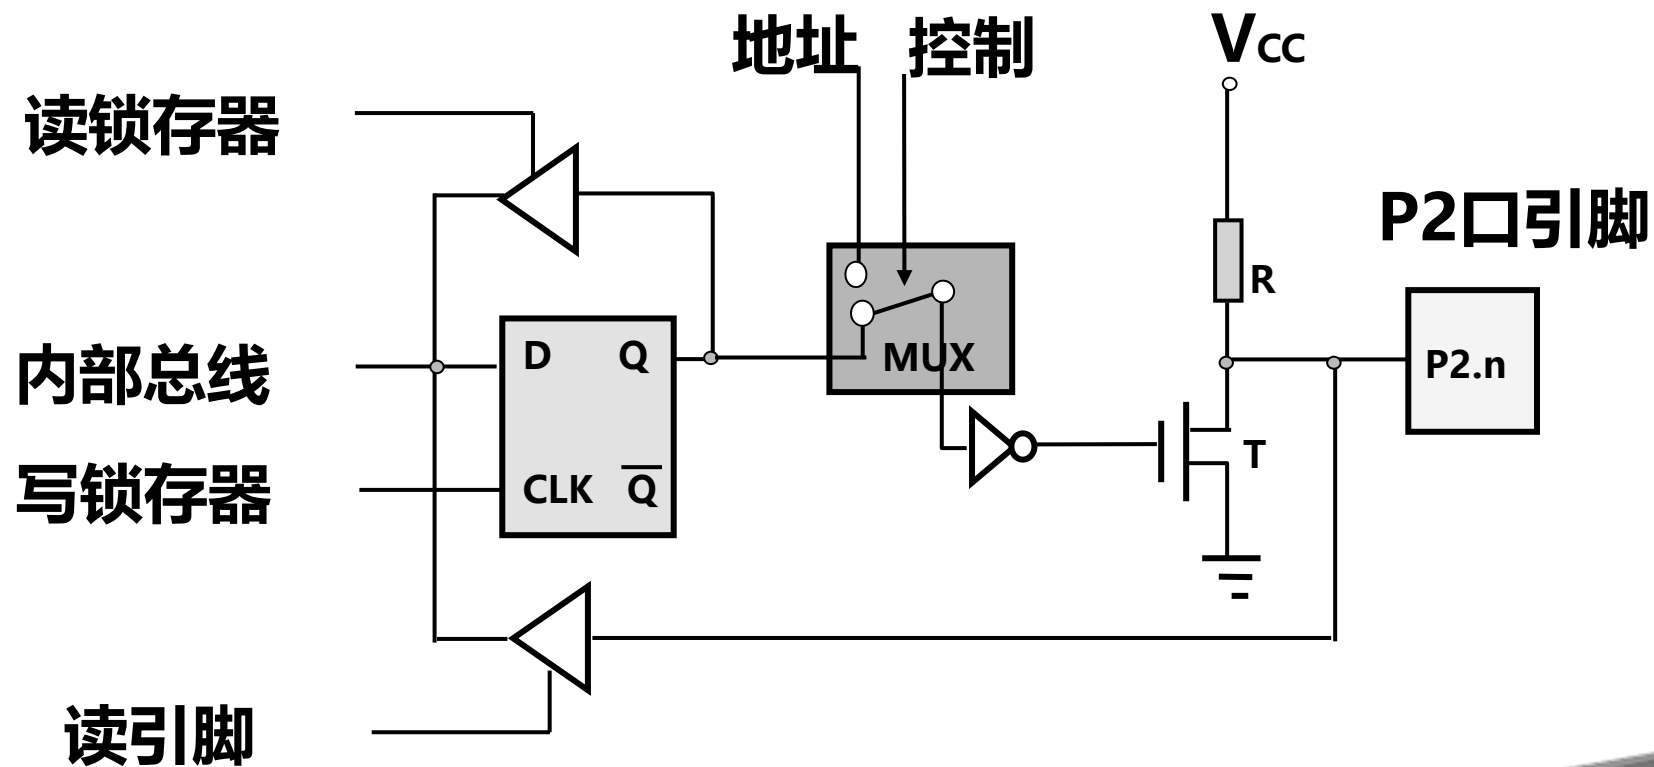 地址
控制
VCC
读锁存器
P2口引脚
R
内部总线
D
Q
MUX
P2.n
T
写锁存器
CLK
Q̅
读引脚